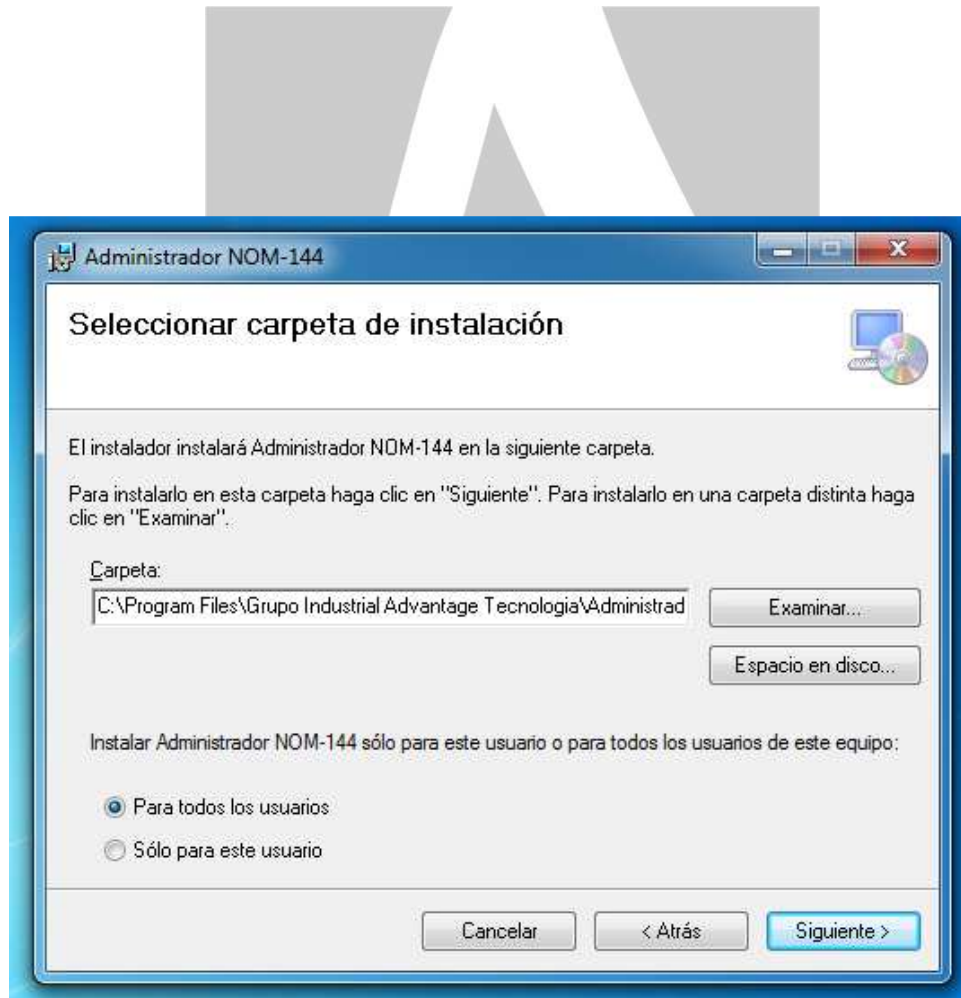 Administrador NOM-144
Seleccionar carpeta de instalación
El instalador instalará Administrador NOM-144 en la siguiente carpeta.
Para instalarlo en esta carpeta haga clic en "Siguiente". Para instalarlo en una carpeta distinta haga
clic en "Examinar".
Carpeta:
C:\Program Files\Grupo Industrial Advantage Tecnologia\Administrad
Examinar...
Espacio en disco...
Instalar Administrador NOM-144 sólo para este usuario o para todos los usuarios de este equipo:
Para todos los usuarios
Sólo para este usuario
Cancelar
< Atrás
Siguiente >